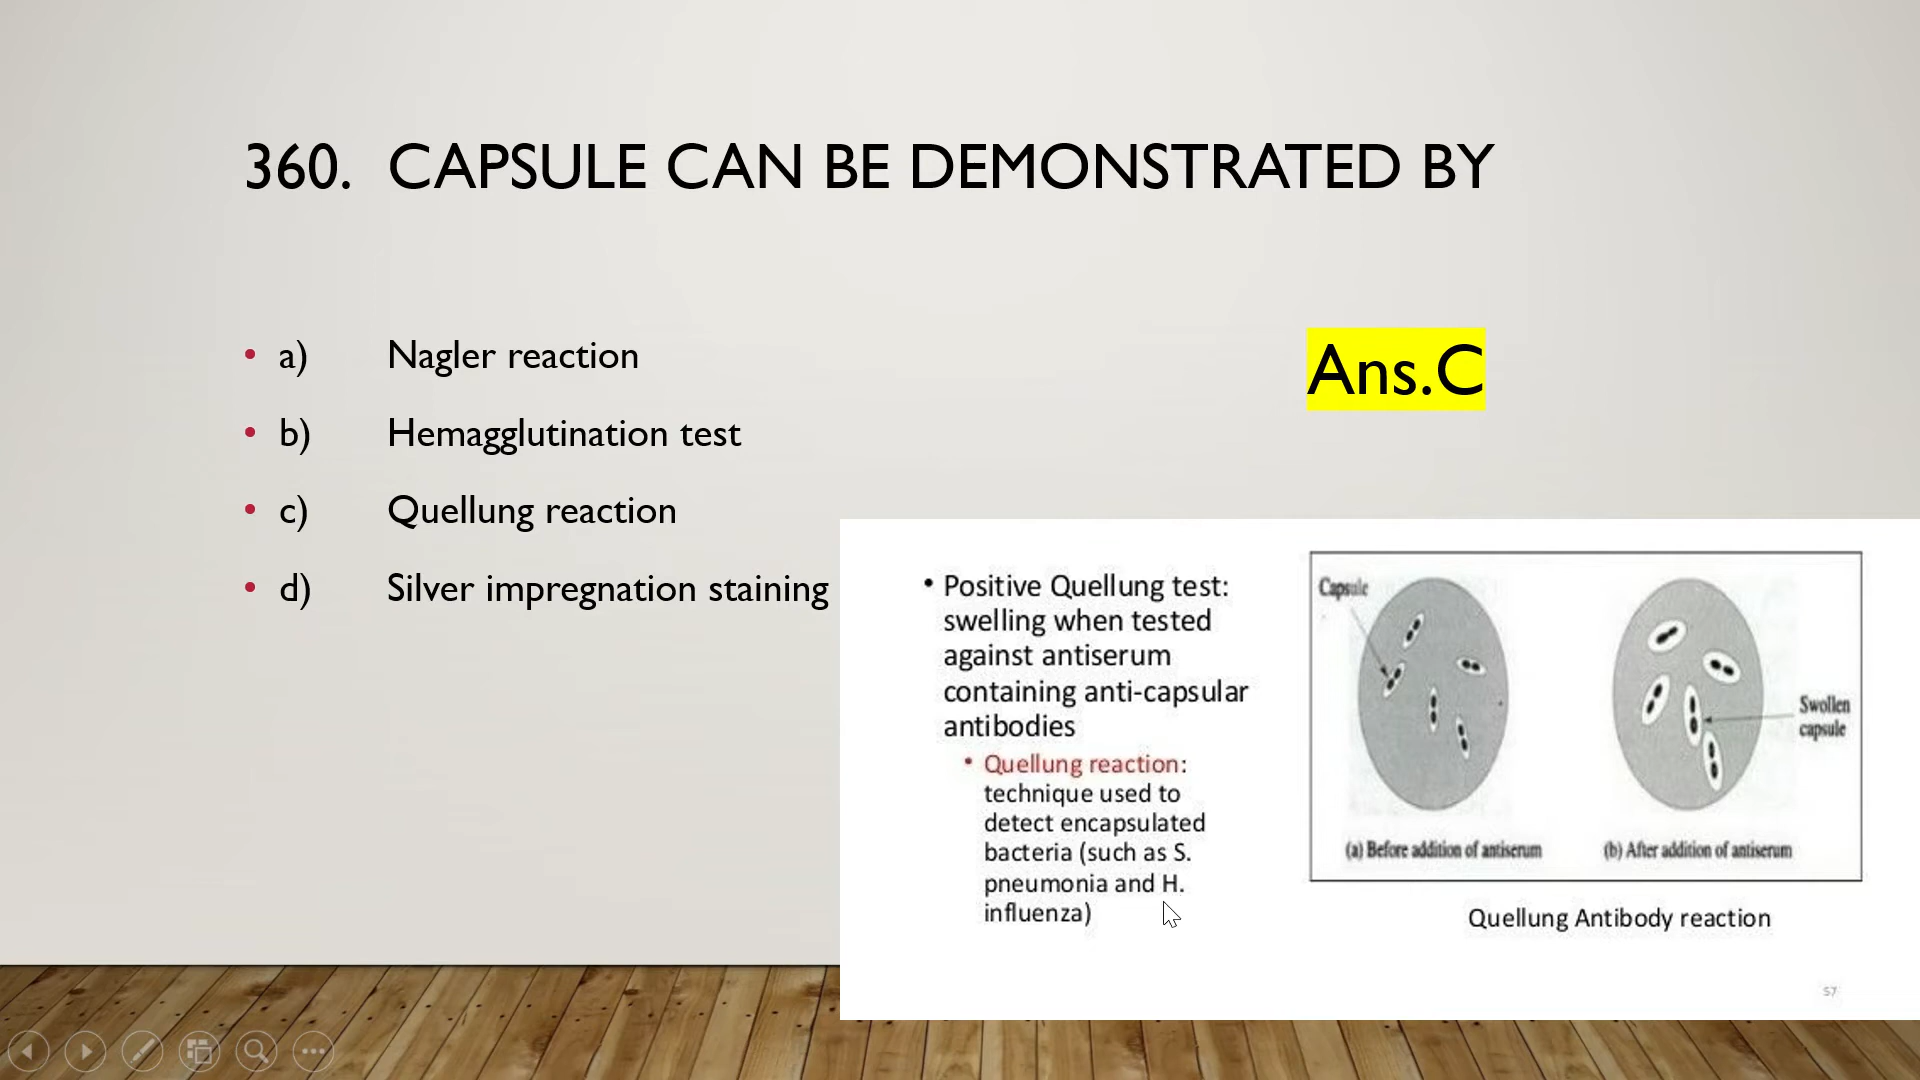 360. CAPSULE CAN BE DEMONSTRATED BY
• a) Nagler reaction
• b) Hemagglutination test
• c) Quellung reaction
• d) Silver impregnation staining
Ans.C
• Positive Quellung test:
swelling when tested
against antiserum
containing anti-capsular
antibodies
• Quellung reaction:
technique used to
detect encapsulated
bacteria (such as S.
pneumonia and H.
influenza)
Capsule
Swollen
capsule
(a) Before addition of antiserum
(b) After addition of antiserum
Quellung Antibody reaction
57